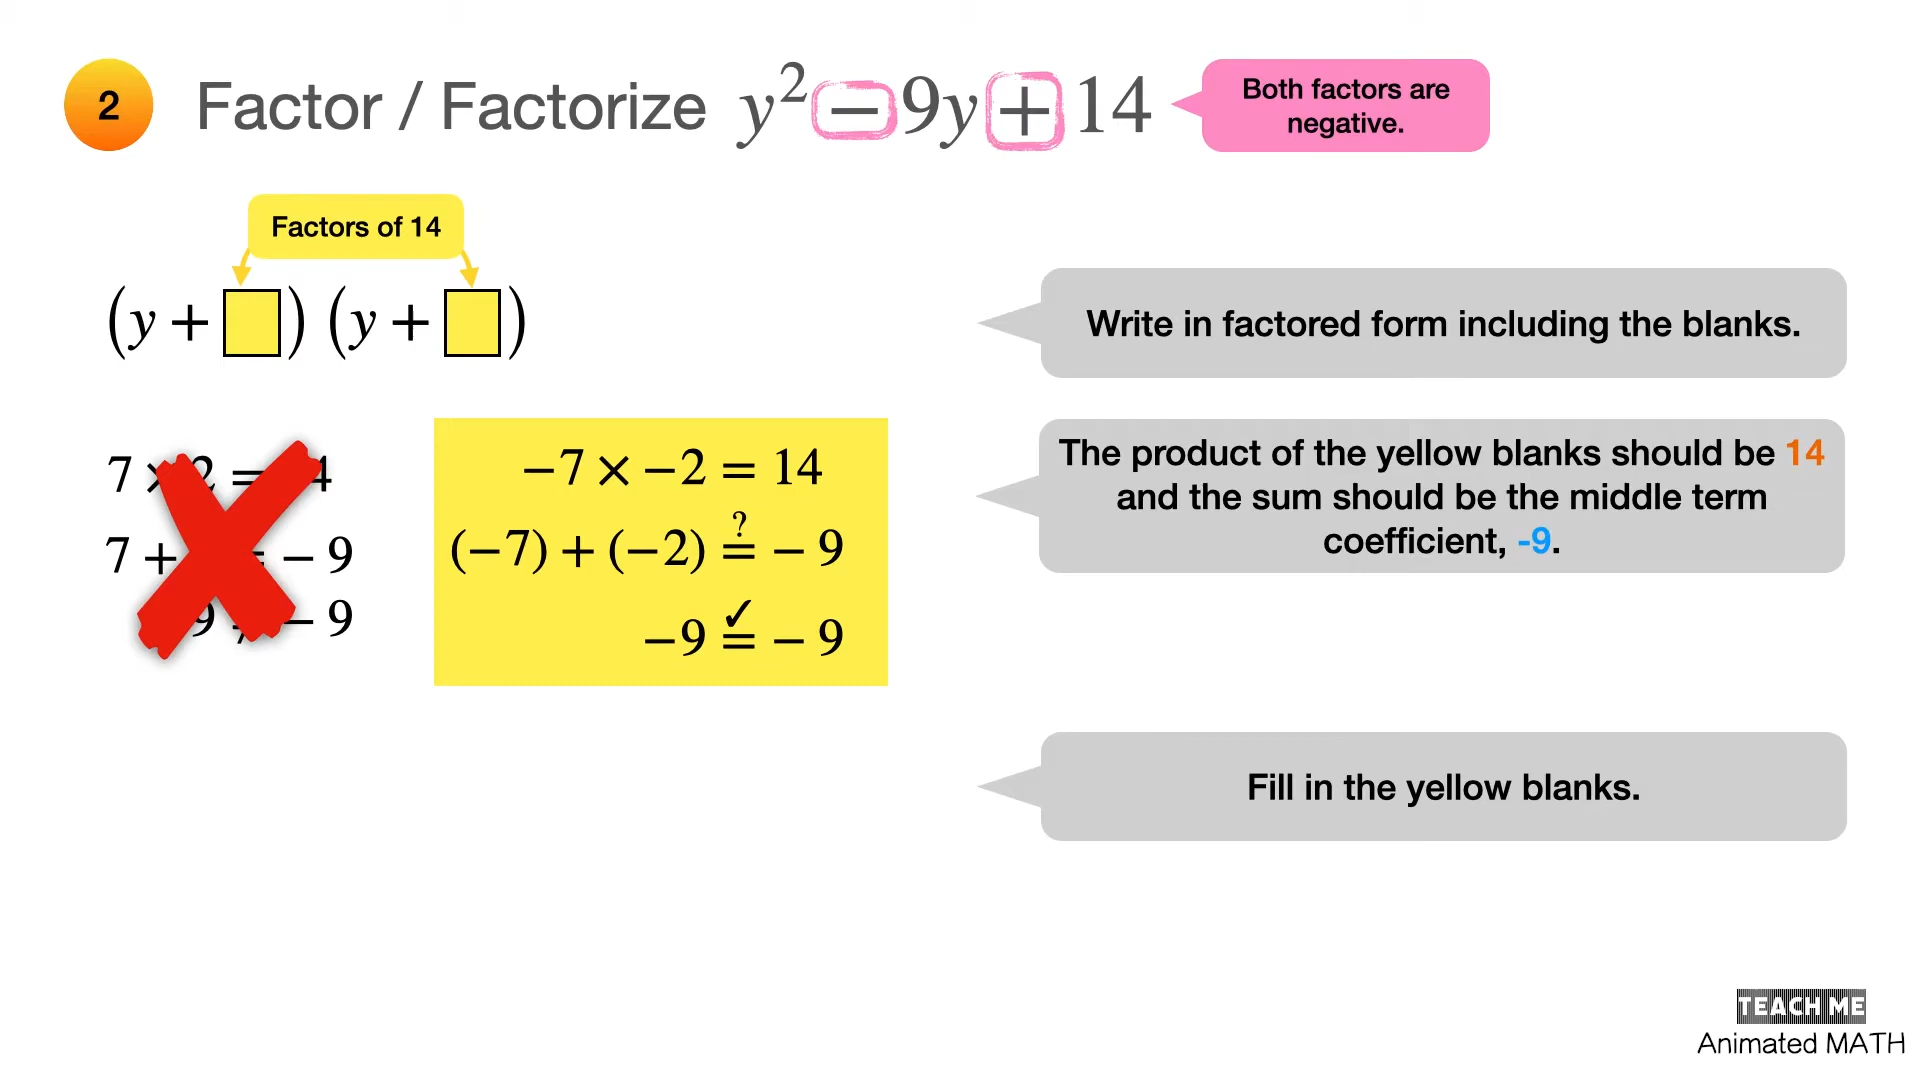 2
Factor / Factorize y² − 9y + 14
Both factors are
negative.
Factors of 14
(y + ) (y + )
Write in factored form including the blanks.
7 × 2 = 4
7 + = − 9
9 ≠ − 9
−7 × −2 = 14
(−7) + (−2) ≟ − 9
✓
−9 = − 9
The product of the yellow blanks should be 14
and the sum should be the middle term
coefficient, -9.
Fill in the yellow blanks.
TEACH ME
Animated MATH